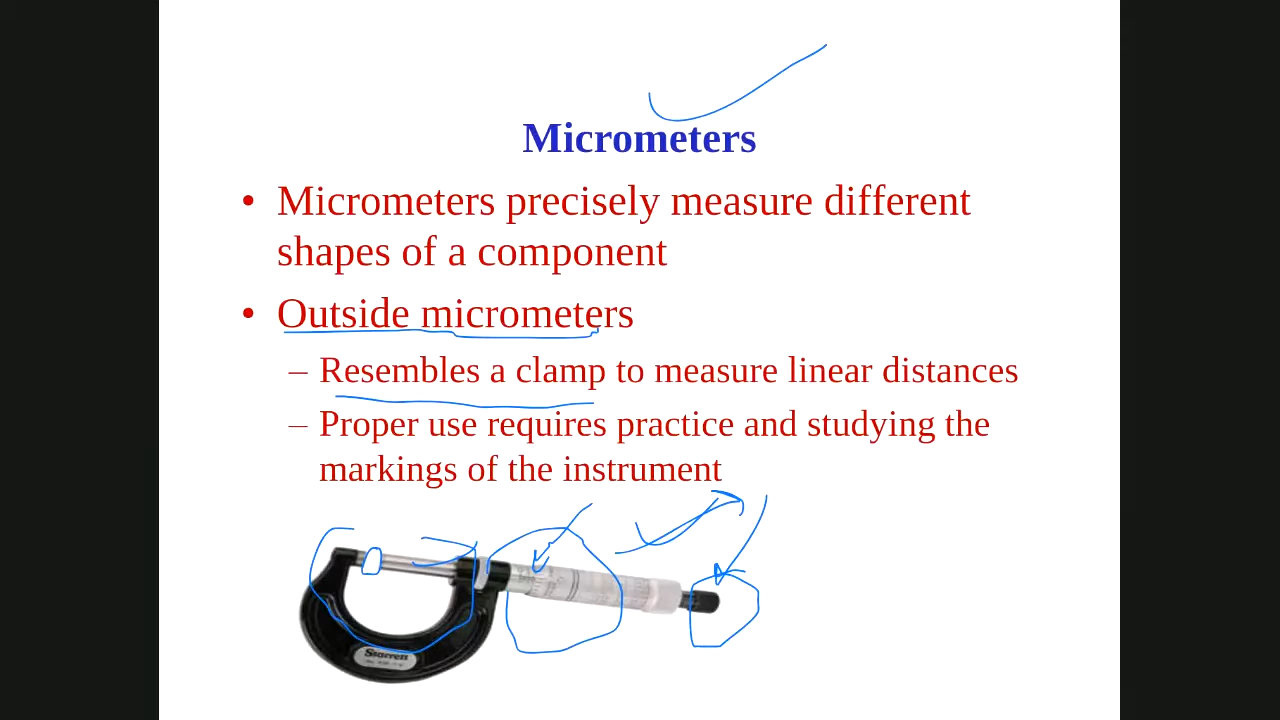 Micrometers
• Micrometers precisely measure different
shapes of a component
• Outside micrometers
– Resembles a clamp to measure linear distances
– Proper use requires practice and studying the
markings of the instrument
Starrett